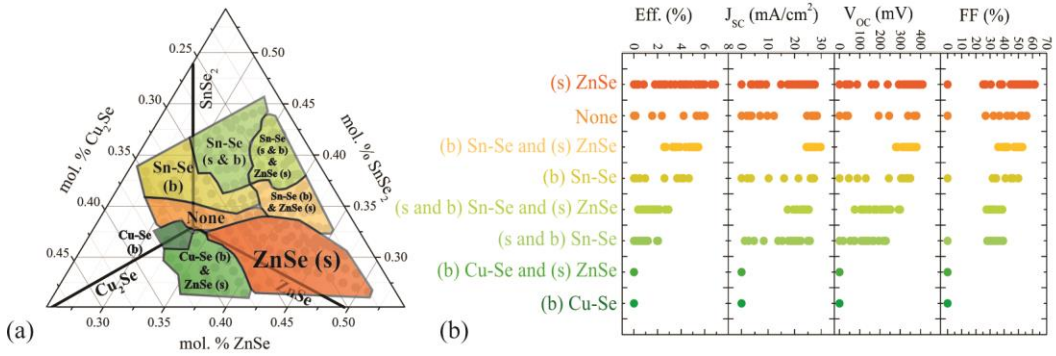 0.25
0.30
0.35
0.40
0.45
mol. % Cu2Se
SnSe2
0.50
0.45
0.40
0.30
mol. % SnSe2
Sn-Se
(s & b)
Sn-Se
(s & b)
&
ZnSe (s)
Sn-Se
(b)
Sn-Se (b)
& ZnSe (s)
None
Cu-Se
(b)
Cu-Se (b)
&
ZnSe (s)
ZnSe (s)
Cu2Se
ZnSe
0.30
0.35
0.40
0.45
0.50
mol. % ZnSe
(a)
Eff. (%) JSC (mA/cm2) VOC (mV) FF (%)
0 2 4 6 8 0 10 20 30 0 100 200 300 400 0 10 20 30 40 50 60 70
(s) ZnSe
None
(b) Sn-Se and (s) ZnSe
(b) Sn-Se
(s and b) Sn-Se and (s) ZnSe
(s and b) Sn-Se
(b) Cu-Se and (s) ZnSe
(b) Cu-Se
(b)